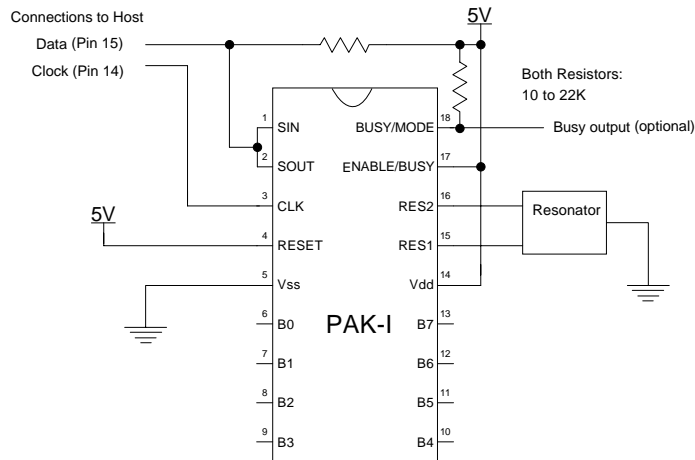 Connections to Host
5V
Data (Pin 15)
Clock (Pin 14)
Both Resistors:
10 to 22K
1
SIN
BUSY/MODE
18
Busy output (optional)
2
SOUT
ENABLE/BUSY
17
3
CLK
RES2
16
Resonator
5V
4
RESET
RES1
15
5
Vss
Vdd
14
6
B0
PAK-I
B7
13
7
B1
B6
12
8
B2
B5
11
9
B3
B4
10